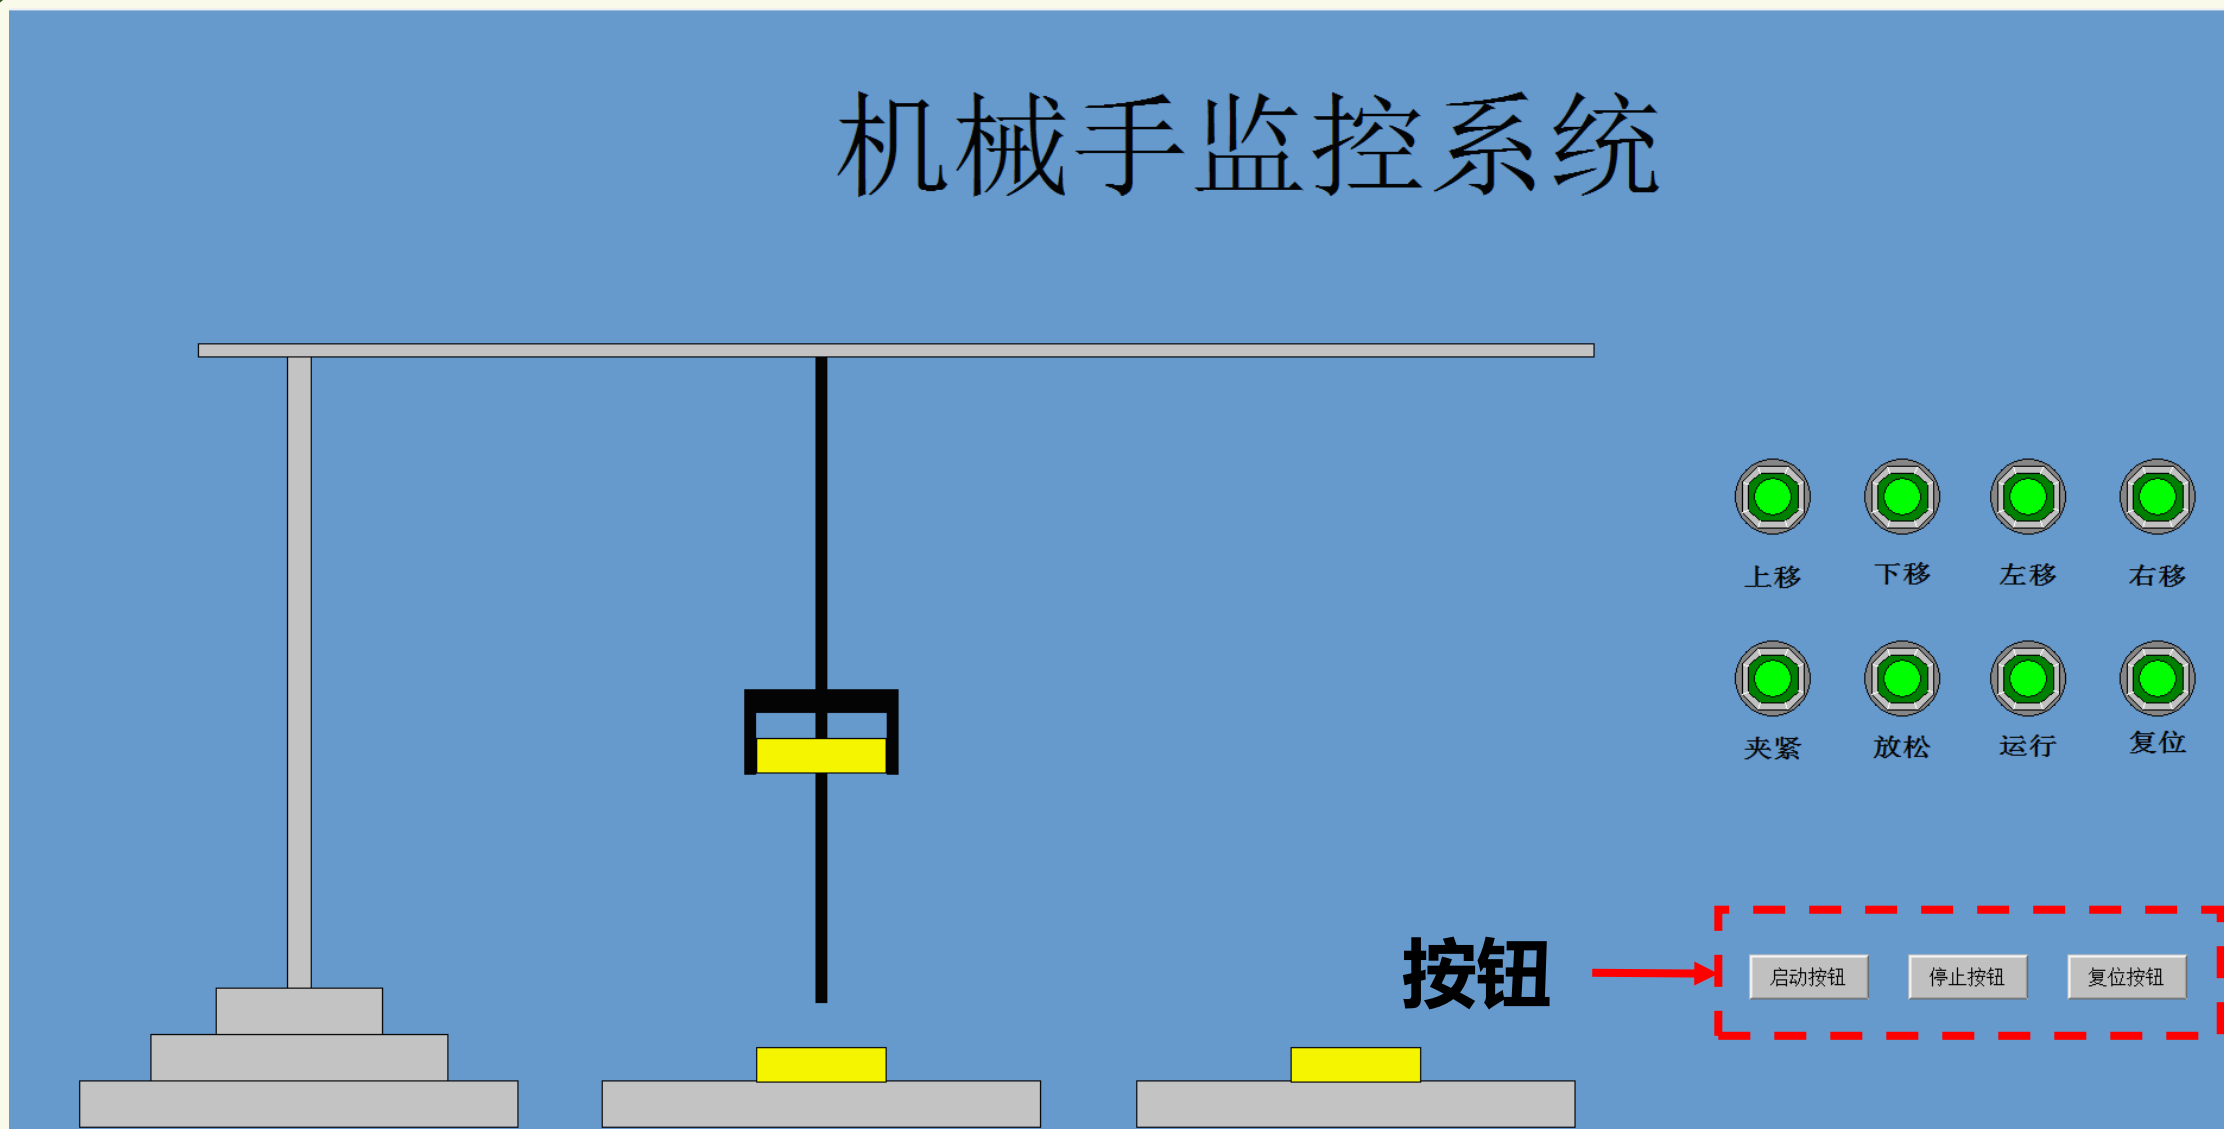 机械手监控系统
上移 下移 左移 右移
夹紧 放松 运行 复位
按钮
启动按钮 停止按钮 复位按钮